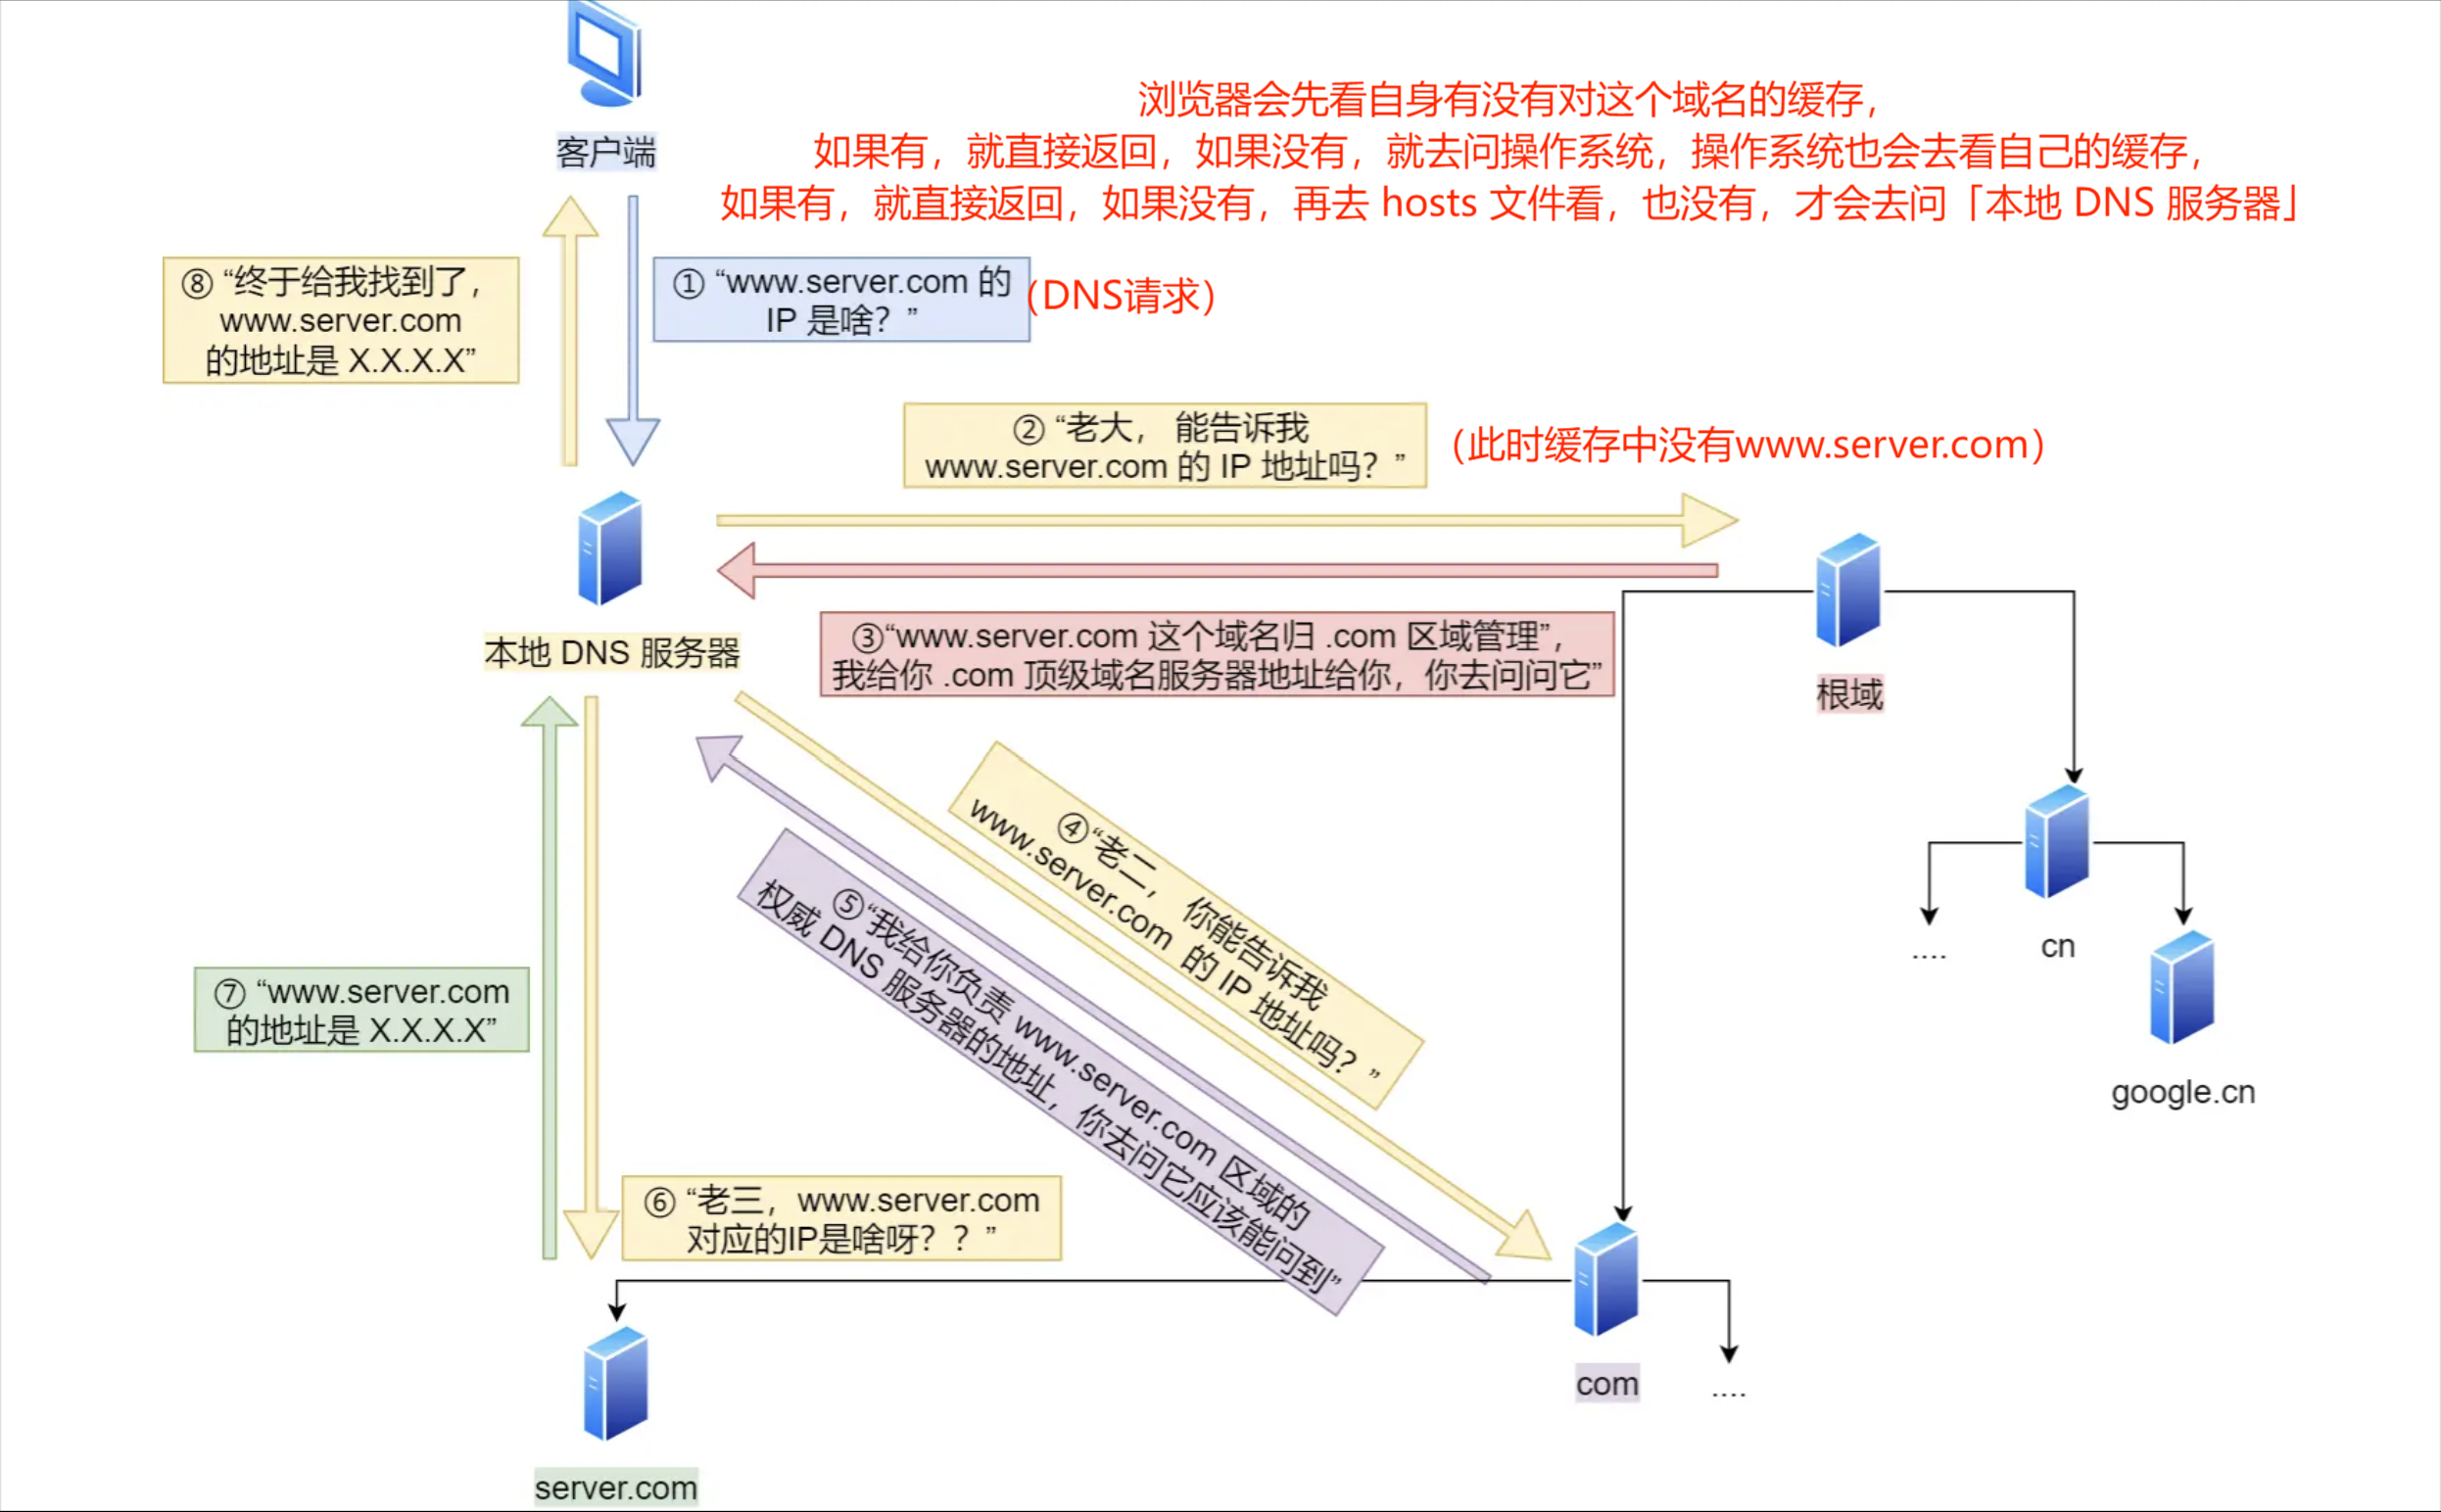 浏览器会先看自身有没有对这个域名的缓存，
如果有，就直接返回，如果没有，就去问操作系统，操作系统也会去看自己的缓存，
如果有，就直接返回，如果没有，再去 hosts 文件看，也没有，才会去问「本地 DNS 服务器」
客户端
⑧ “终于给我找到了，
www.server.com
的地址是 X.X.X.X”
① “www.server.com 的
IP 是啥？”
（DNS请求）
② “老大， 能告诉我
www.server.com 的 IP 地址吗？”
（此时缓存中没有www.server.com）
本地 DNS 服务器
③“www.server.com 这个域名归 .com 区域管理”，
我给你 .com 顶级域名服务器地址给你，你去问问它”
根域
④“老二， 你能告诉我
www.server.com 的 IP 地址吗？”
⑤“我给你负责 www.server.com 区域的
权威 DNS 服务器的地址，你去问它应该能问到”
....
cn
google.cn
⑦ “www.server.com
的地址是 X.X.X.X”
⑥ “老三，www.server.com
对应的IP是啥呀？？”
com
....
server.com